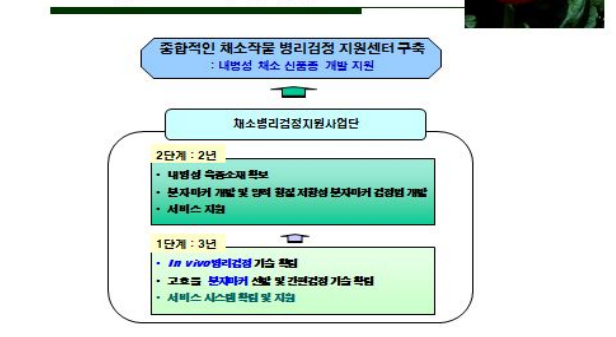 종합적인 채소작물 병리검정 지원센터 구축
: 내병성 채소 신품종 개발 지원
채소병리검정지원사업단
2단계 : 2년
• 내병성 육종소재 확보
• 분자마커 개발 및 양적 형질 저항성 분자마커 검정법 개발
• 서비스 지원
1단계 : 3년
• In vivo병리검정 기술 확립
• 고효율 분자마커 선발 및 간편검정 기술 확립
• 서비스 시스템 확립 및 지원